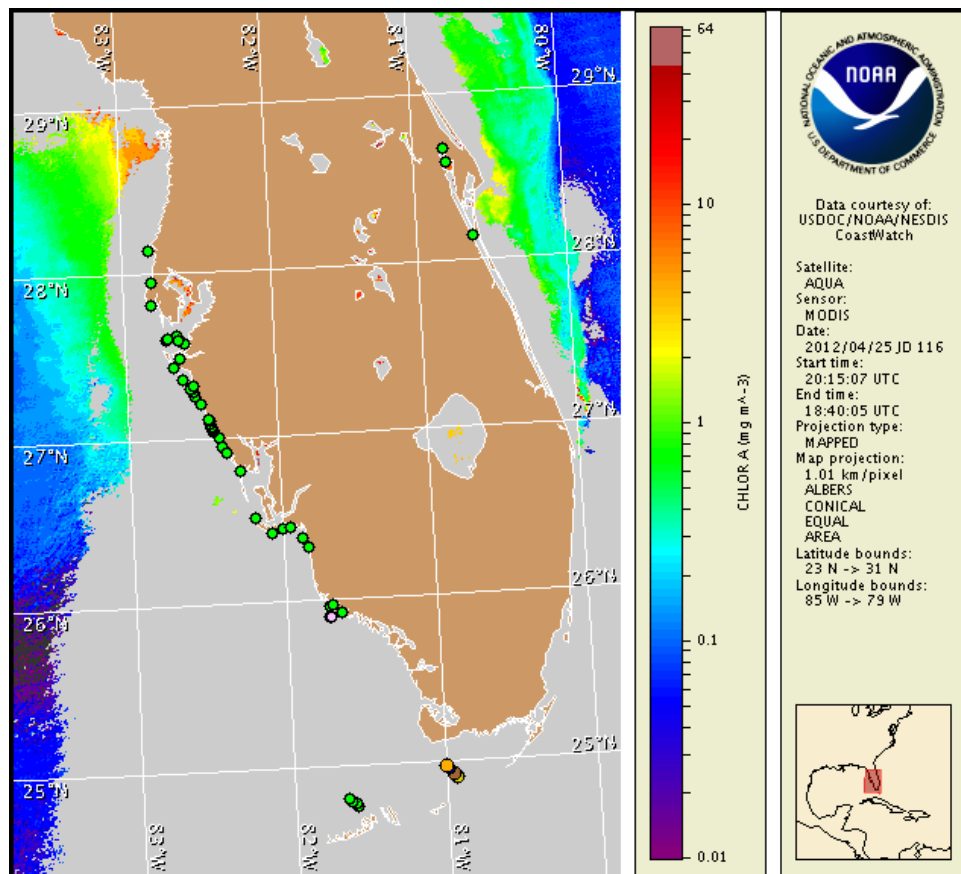 83°W
82°W
81°W
80°W
29°N
29°N
28°N
28°N
27°N
27°N
26°N
26°N
25°N
25°N
83°W
82°W
81°W
64
10
1
0.1
0.01
CHLOR A (mg m^-3)
NATIONAL OCEANIC AND ATMOSPHERIC ADMINISTRATION
NOAA
U.S. DEPARTMENT OF COMMERCE
Data courtesy of:
USDOC/NOAA/NESDIS
CoastWatch
Satellite:
AQUA
Sensor:
MODIS
Date:
2012/04/25 JD 116
Start time:
20:15:07 UTC
End time:
18:40:05 UTC
Projection type:
MAPPED
Map projection:
1.01 km/pixel
ALBERS
CONICAL
EQUAL
AREA
Latitude bounds:
23 N -> 31 N
Longitude bounds:
85 W -> 79 W